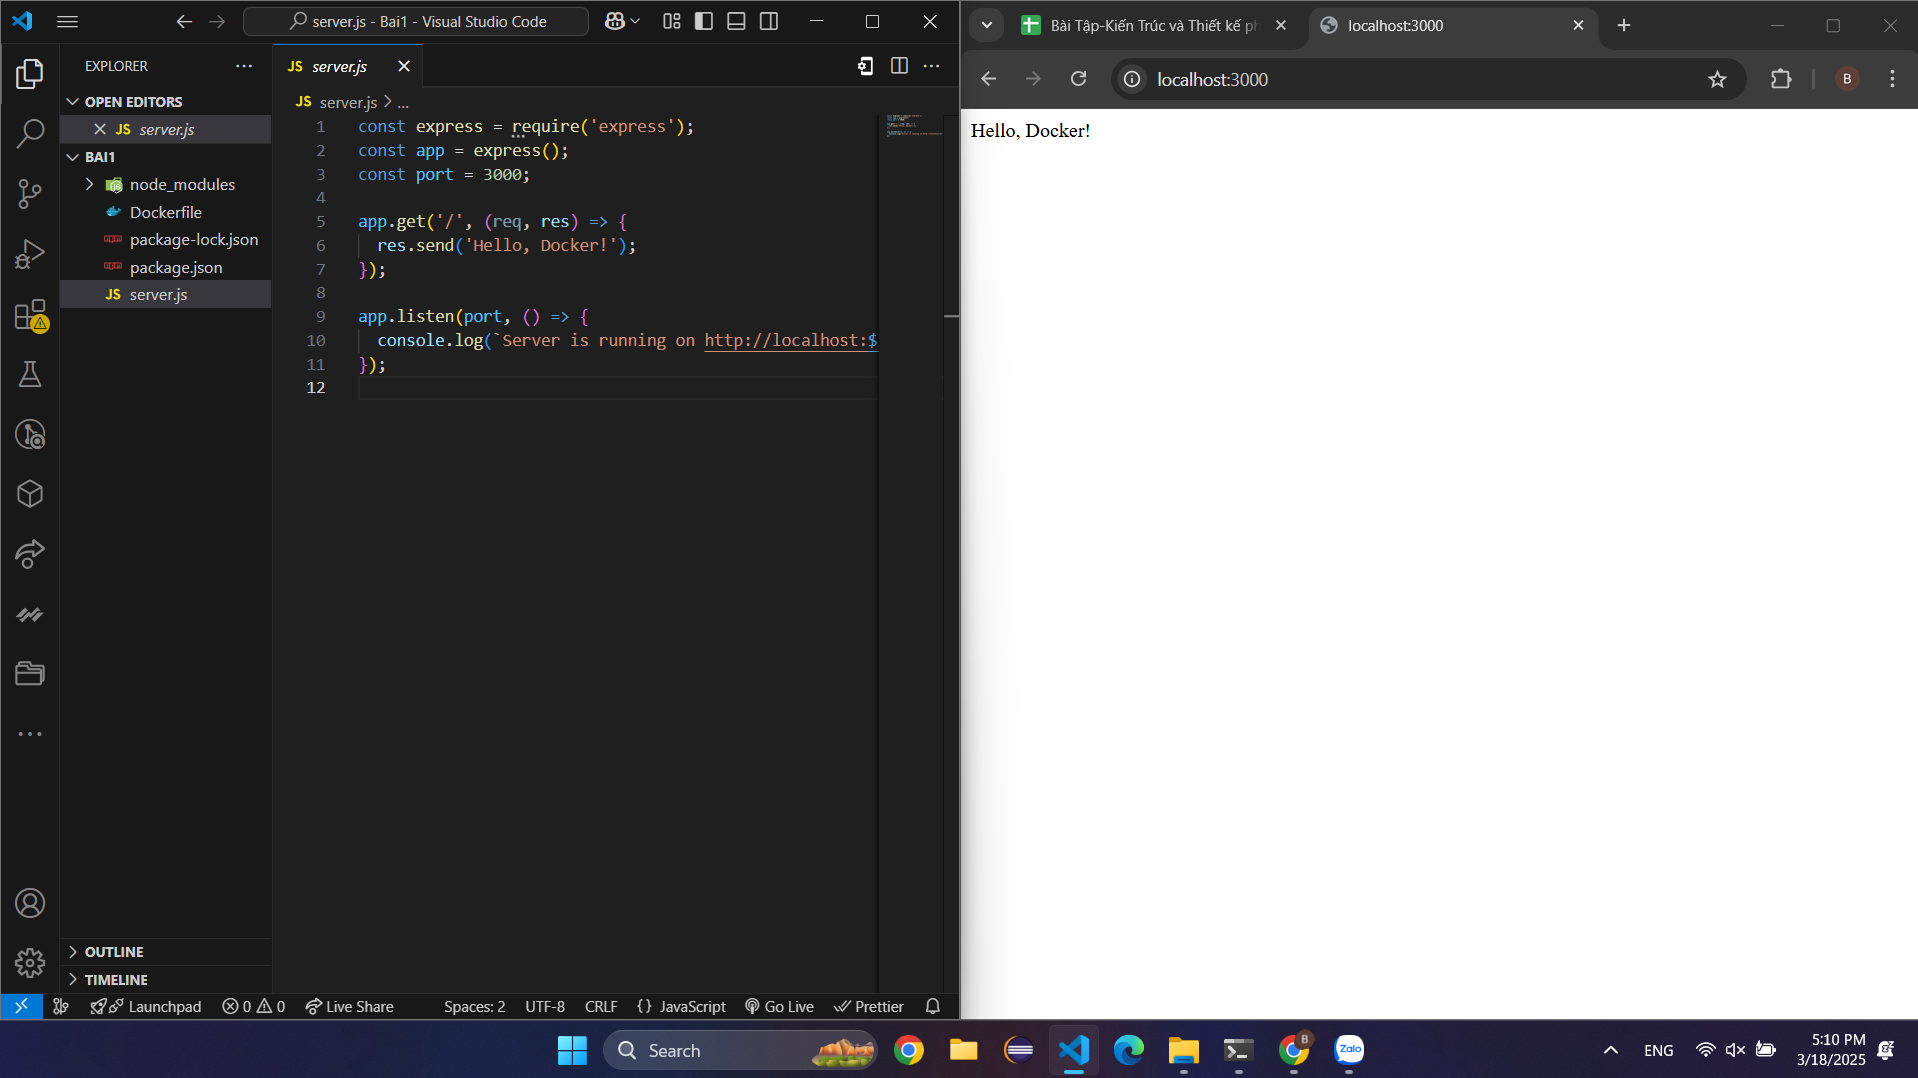 server.js - Bai1 - Visual Studio Code
EXPLORER
OPEN EDITORS
JS server.js
BAI1
node_modules
Dockerfile
package-lock.json
package.json
JS server.js
OUTLINE
TIMELINE
JS server.js
JS server.js > ...
1 const express = require('express');
2 const app = express();
3 const port = 3000;
4
5 app.get('/', (req, res) => {
6 res.send('Hello, Docker!');
7 });
8
9 app.listen(port, () => {
10 console.log(`Server is running on http://localhost:$
11 });
12
Launchpad 0 0 Live Share Spaces: 2 UTF-8 CRLF {} JavaScript Go Live Prettier
Bài Tập-Kiến Trúc và Thiết kế ph
localhost:3000
localhost:3000
B
Hello, Docker!
Search
B
Zalo
ENG
5:10 PM
3/18/2025